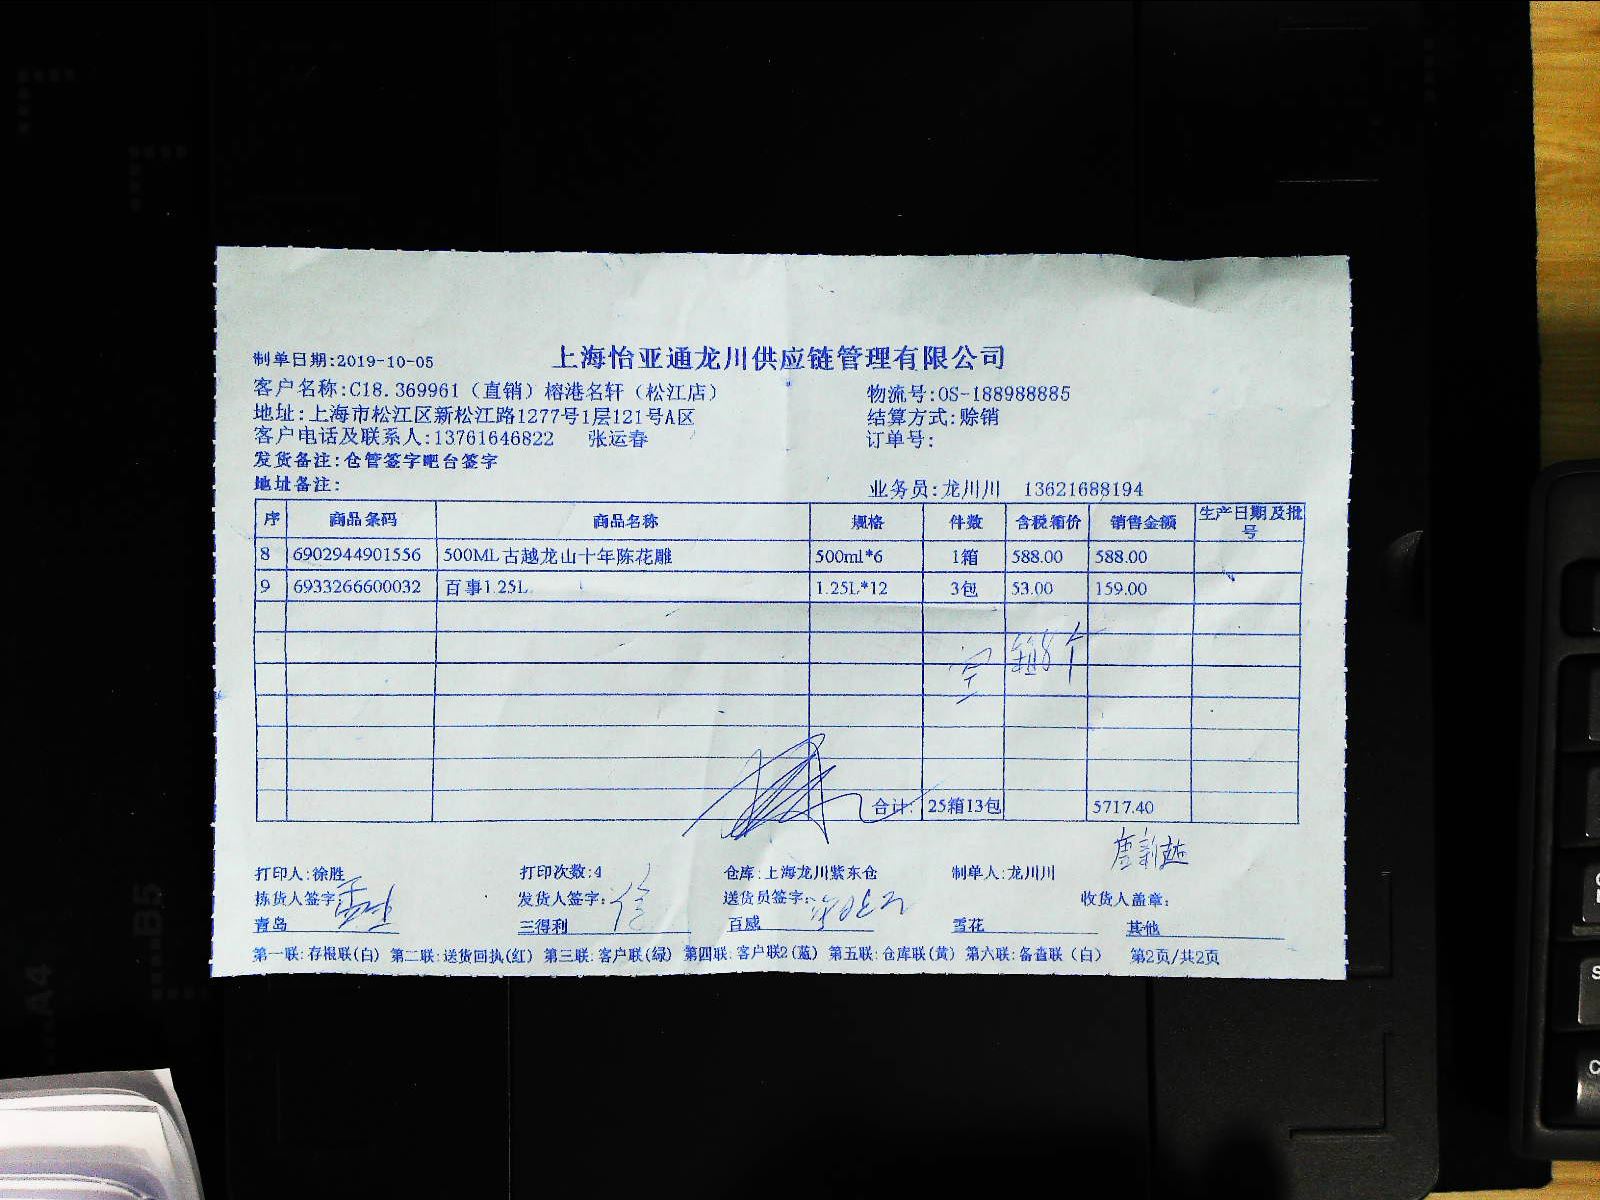 制单日期:2019-10-05
上海怡亚通龙川供应链管理有限公司
客户名称:C18.369961（直销）榕港名轩（松江店）
物流号:OS-188988885
地址:上海市松江区新松江路1277号1层121号A区
结算方式:赊销
客户电话及联系人:13761646822 张运春
订单号:
发货备注:仓管签字吧台签字
地址备注:
业务员:龙川川 13621688194
序 商品条码 商品名称 规格 件数 含税箱价 销售金额 生产日期及批号
8 6902944901556 500ML古越龙山十年陈花雕 500ml*6 1箱 588.00 588.00
9 6933266600032 百事1.25L 1.25L*12 3包 53.00 159.00
空箱8个
合计: 25箱13包 5717.40
打印人:徐胜 打印次数:4 仓库:上海龙川紫东仓 制单人:龙川川
拣货人签字: 发货人签字: 送货员签字: 收货人盖章:
青岛 三得利 百威 雪花 其他
第一联:存根联(白) 第二联:送货回执(红) 第三联:客户联(绿) 第四联:客户联2(蓝) 第五联:仓库联(黄) 第六联:备查联（白） 第2页/共2页
B5
A4